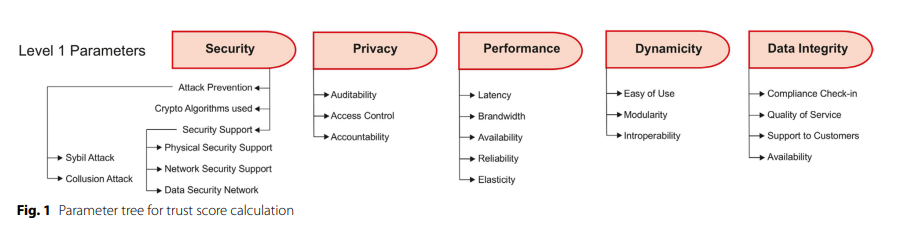 Level 1 Parameters
Security
Privacy
Performance
Dynamicity
Data Integrity
Attack Prevention
Crypto Algorithms used
Security Support
Sybil Attack
Collusion Attack
Physical Security Support
Network Security Support
Data Security Network
Auditability
Access Control
Accountability
Latency
Brandwidth
Availability
Reliability
Elasticity
Easy of Use
Modularity
Introperability
Compliance Check-in
Quality of Service
Support to Customers
Availability
Fig. 1 Parameter tree for trust score calculation